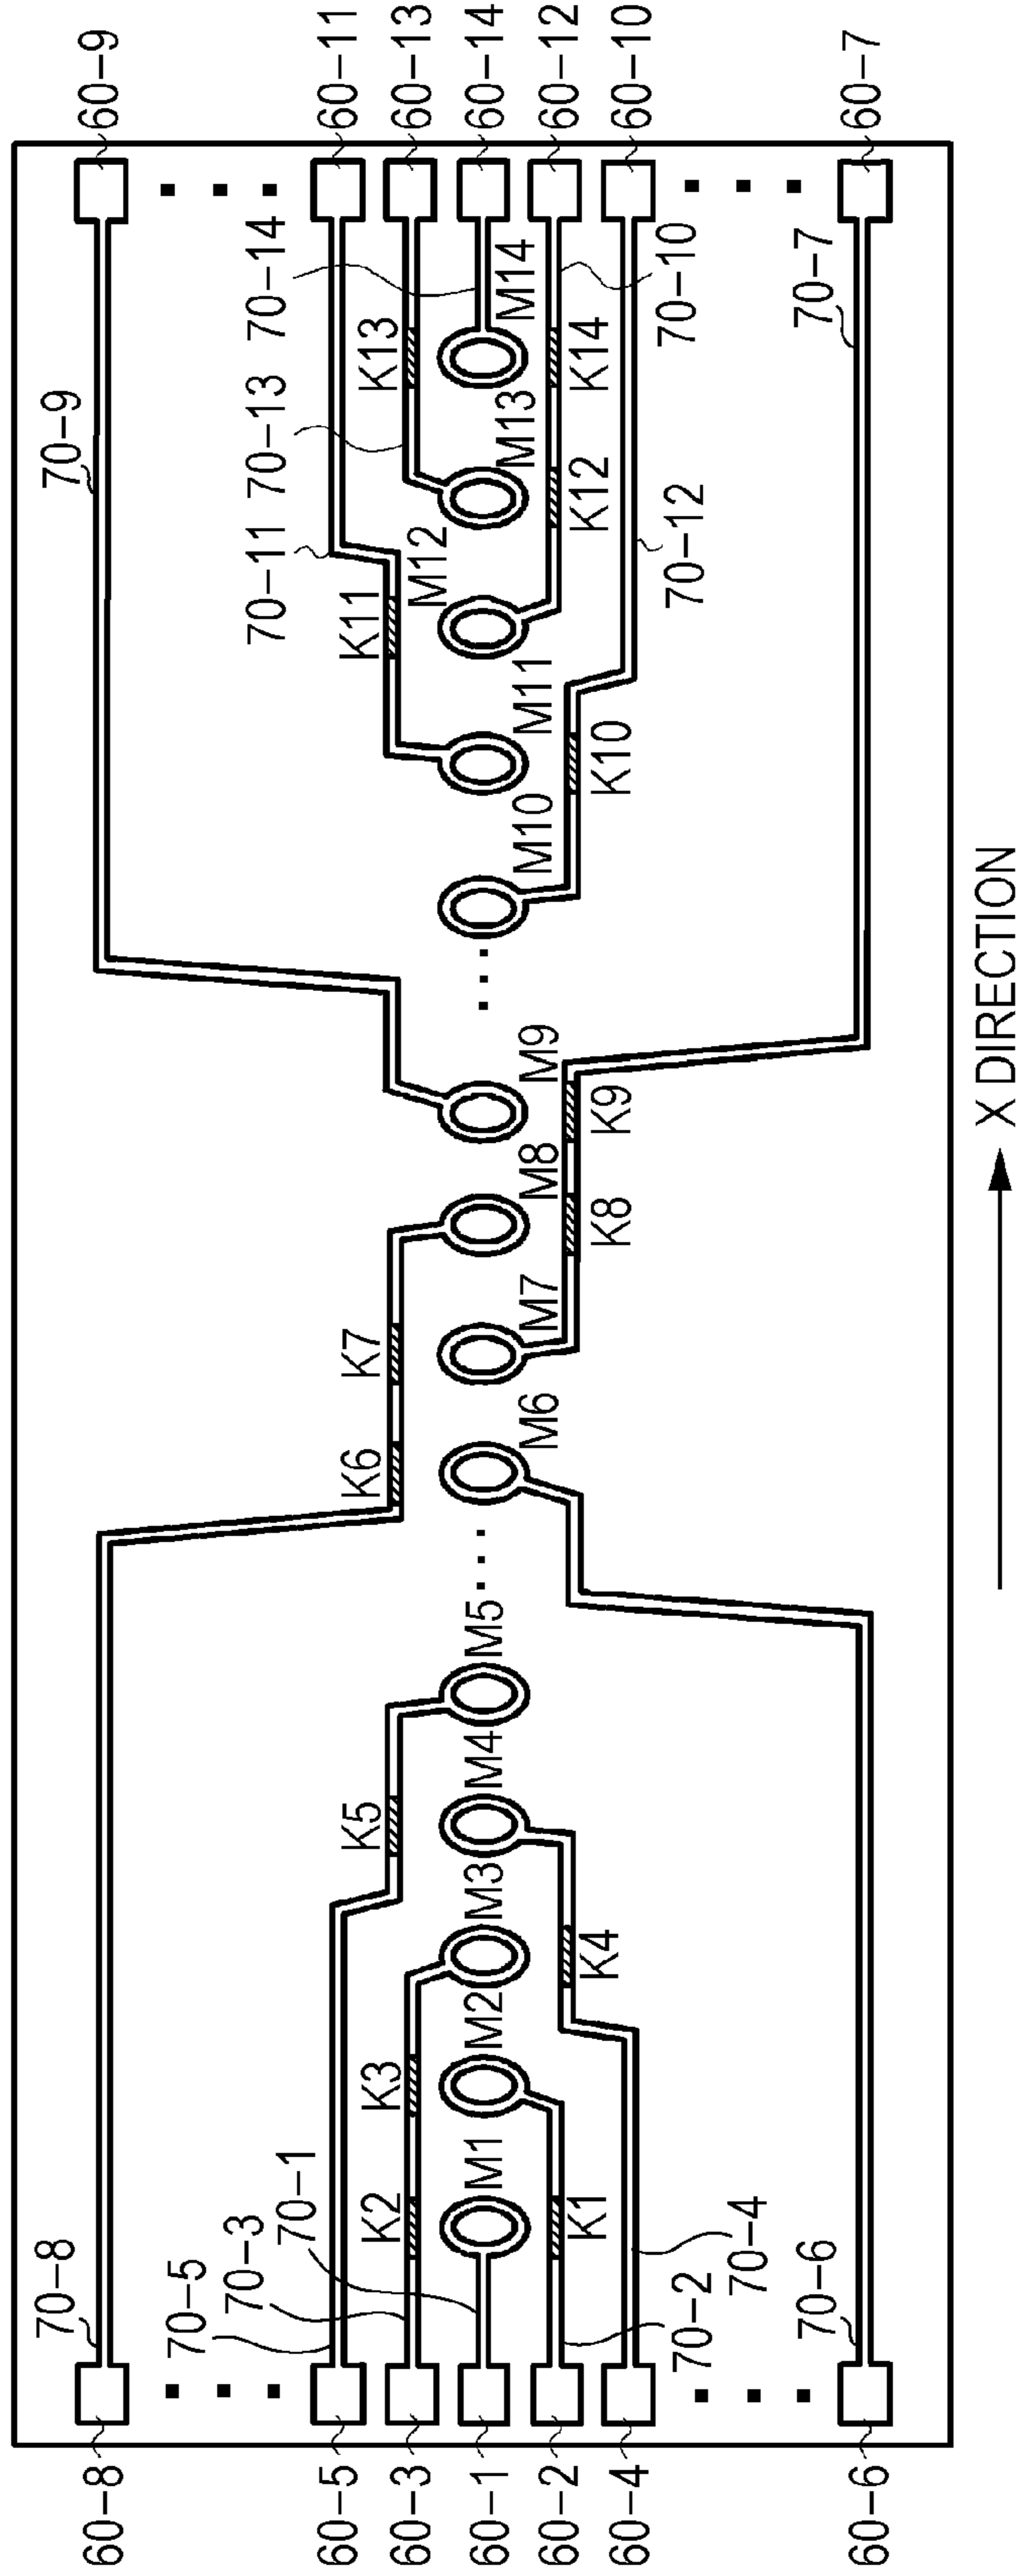 60-9
60-11
60-13
60-14
60-12
60-10
60-7
70-9
70-11
70-13
70-14
K13
M14
70-10
70-7
K11
M12
M13
K12
K14
70-12
M10
M11
K10
M7
M8
M9
K8
K9
K6
K7
M6
X DIRECTION
K5
M4
M5
K3
M2
M3
K4
70-8
70-5
70-3
70-1
K2
M1
K1
70-2
70-4
70-6
60-8
60-5
60-3
60-1
60-2
60-4
60-6